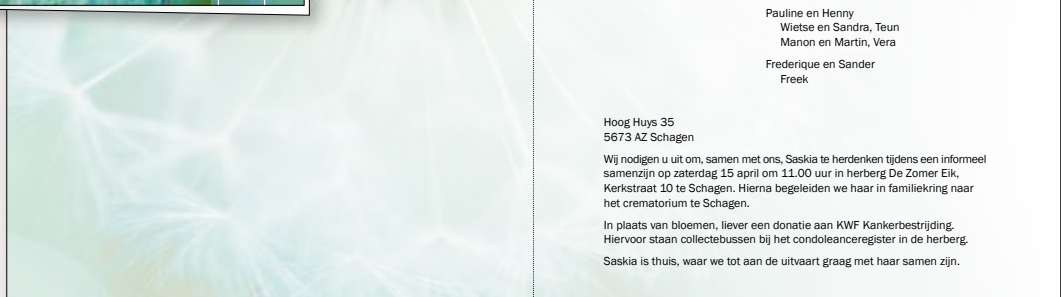 Pauline en Henny
Wietse en Sandra, Teun
Manon en Martin, Vera
Frederique en Sander
Freek
Hoog Huys 35
5673 AZ Schagen
Wij nodigen u uit om, samen met ons, Saskia te herdenken tijdens een informeel
samenzijn op zaterdag 15 april om 11.00 uur in herberg De Zomer Eik,
Kerkstraat 10 te Schagen. Hierna begeleiden we haar in familiekring naar
het crematorium te Schagen.
In plaats van bloemen, liever een donatie aan KWF Kankerbestrijding.
Hiervoor staan collectebussen bij het condoleanceregister in de herberg.
Saskia is thuis, waar we tot aan de uitvaart graag met haar samen zijn.